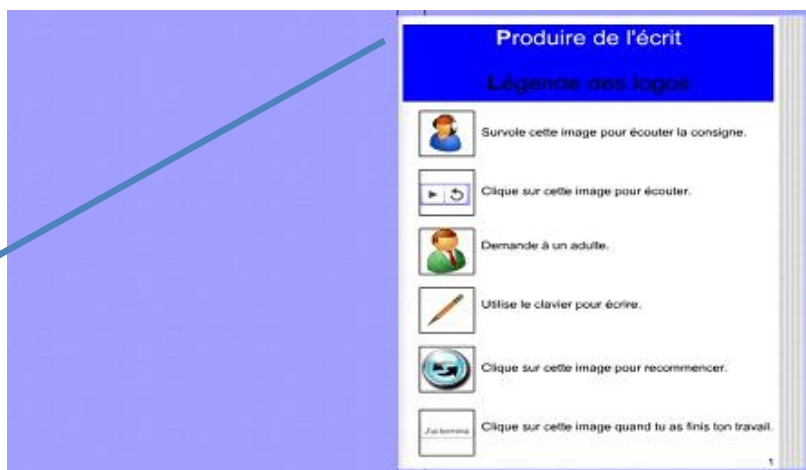 Produire de l'écrit
Légende des logos
Survole cette image pour écouter la consigne.
Clique sur cette image pour écouter.
Demande à un adulte.
Utilise le clavier pour écrire.
Clique sur cette image pour recommencer.
J'ai terminé
Clique sur cette image quand tu as finis ton travail.
1